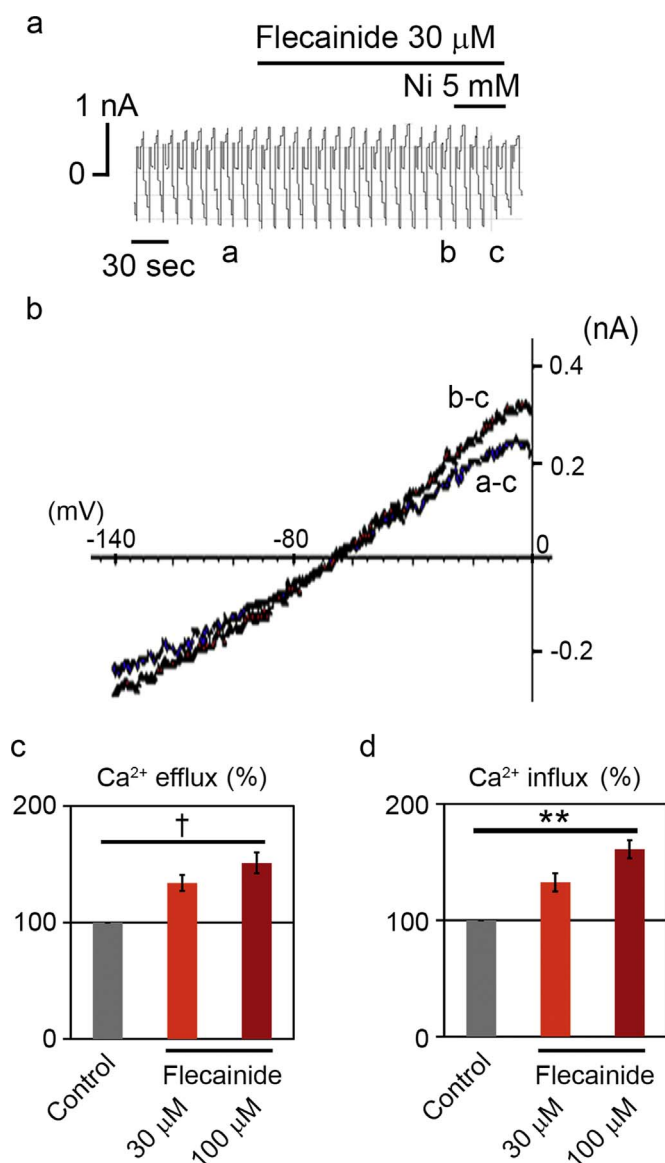 a
Flecainide 30 μM
Ni 5 mM
1 nA
0
30 sec
a
b
c
b
(nA)
0.4
b-c
0.2
a-c
(mV)
-140
-80
0
-0.2
c
Ca²⁺ efflux (%)
200
†
100
0
Control
Flecainide
30 μM
100 μM
d
Ca²⁺ influx (%)
200
**
100
0
Control
Flecainide
30 μM
100 μM